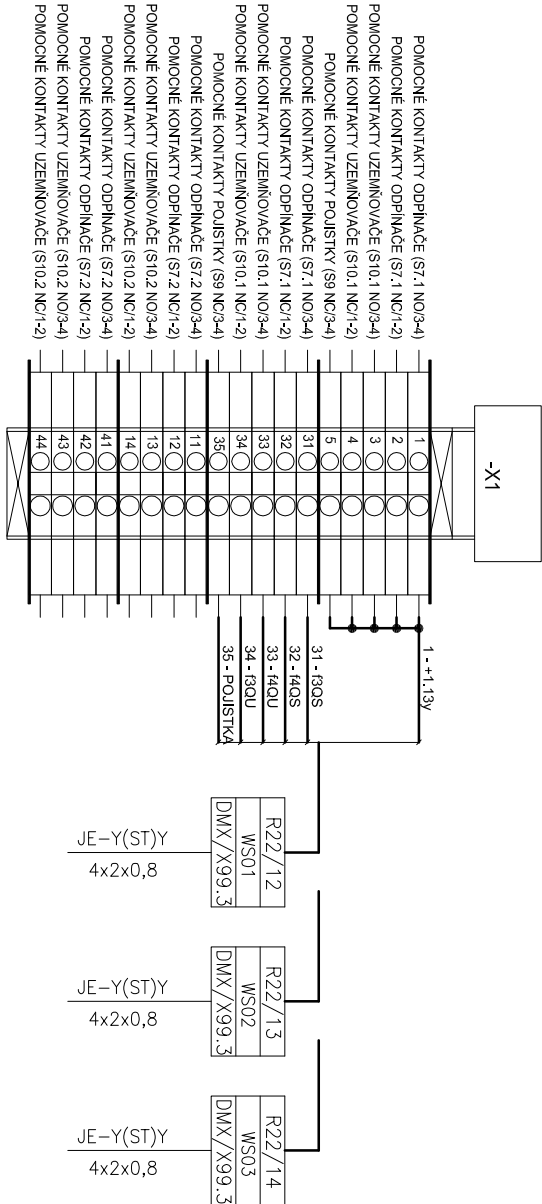 -X1
POMOCNÉ KONTAKTY ODPÍNAČE (S7.1 NO/3-4)
1
1 - +1.13y
POMOCNÉ KONTAKTY ODPÍNAČE (S7.1 NC/1-2)
2
POMOCNÉ KONTAKTY UZEMŇOVAČE (S10.1 NO/3-4)
3
POMOCNÉ KONTAKTY UZEMŇOVAČE (S10.1 NC/1-2)
4
POMOCNÉ KONTAKTY POJISTKY (S9 NC/3-4)
5
POMOCNÉ KONTAKTY ODPÍNAČE (S7.1 NO/3-4)
31
31 - f3QS
POMOCNÉ KONTAKTY ODPÍNAČE (S7.1 NC/1-2)
32
32 - f4QS
POMOCNÉ KONTAKTY UZEMŇOVAČE (S10.1 NO/3-4)
33
33 - f4QU
POMOCNÉ KONTAKTY UZEMŇOVAČE (S10.1 NC/1-2)
34
34 - f3QU
POMOCNÉ KONTAKTY POJISTKY (S9 NC/3-4)
35
35 - POJISTKA
POMOCNÉ KONTAKTY ODPÍNAČE (S7.2 NO/3-4)
11
POMOCNÉ KONTAKTY ODPÍNAČE (S7.2 NC/1-2)
12
POMOCNÉ KONTAKTY UZEMŇOVAČE (S10.2 NO/3-4)
13
POMOCNÉ KONTAKTY UZEMŇOVAČE (S10.2 NC/1-2)
14
POMOCNÉ KONTAKTY ODPÍNAČE (S7.2 NO/3-4)
41
POMOCNÉ KONTAKTY ODPÍNAČE (S7.2 NC/1-2)
42
POMOCNÉ KONTAKTY UZEMŇOVAČE (S10.2 NO/3-4)
43
POMOCNÉ KONTAKTY UZEMŇOVAČE (S10.2 NC/1-2)
44
R22/12
WS01
DMX/X99.3
JE-Y(ST)Y
4x2x0,8
R22/13
WS02
DMX/X99.3
JE-Y(ST)Y
4x2x0,8
R22/14
WS03
DMX/X99.3
JE-Y(ST)Y
4x2x0,8